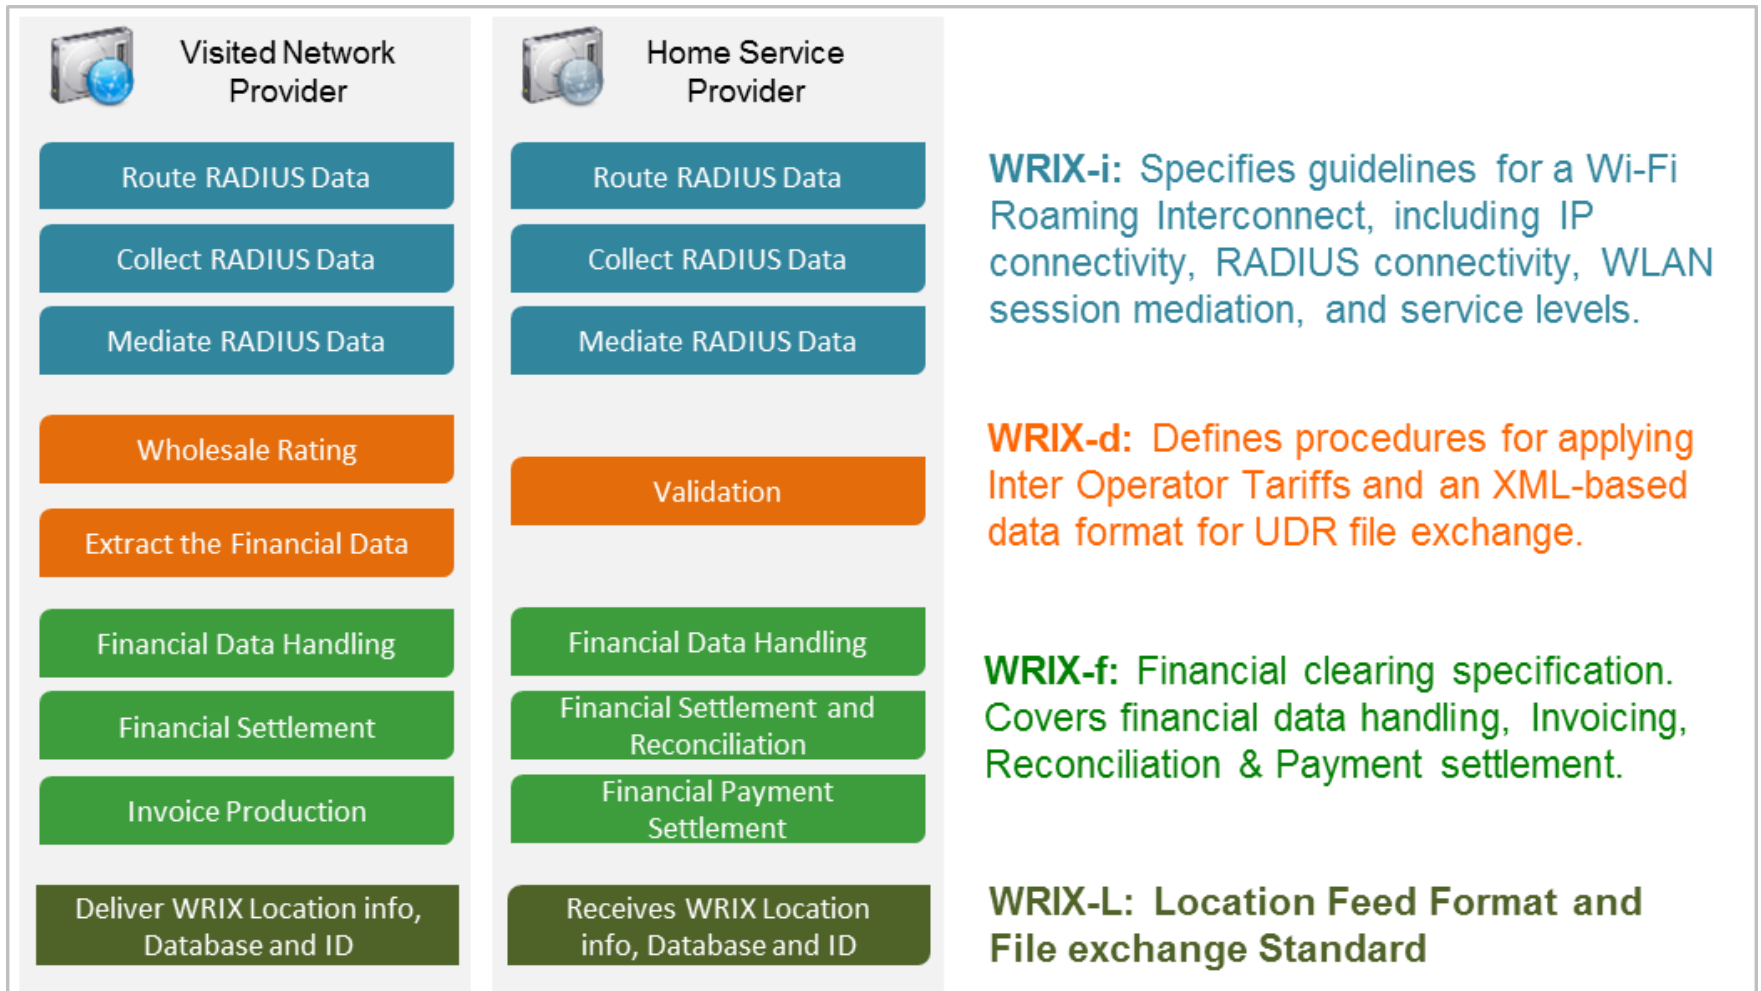 Visited Network
Provider
Route RADIUS Data
Collect RADIUS Data
Mediate RADIUS Data
Wholesale Rating
Extract the Financial Data
Financial Data Handling
Financial Settlement
Invoice Production
Deliver WRIX Location info,
Database and ID
Home Service
Provider
Route RADIUS Data
Collect RADIUS Data
Mediate RADIUS Data
Validation
Financial Data Handling
Financial Settlement and
Reconciliation
Financial Payment
Settlement
Receives WRIX Location
info, Database and ID
WRIX-i: Specifies guidelines for a Wi-Fi
Roaming Interconnect, including IP
connectivity, RADIUS connectivity, WLAN
session mediation, and service levels.
WRIX-d: Defines procedures for applying
Inter Operator Tariffs and an XML-based
data format for UDR file exchange.
WRIX-f: Financial clearing specification.
Covers financial data handling, Invoicing,
Reconciliation & Payment settlement.
WRIX-L: Location Feed Format and
File exchange Standard